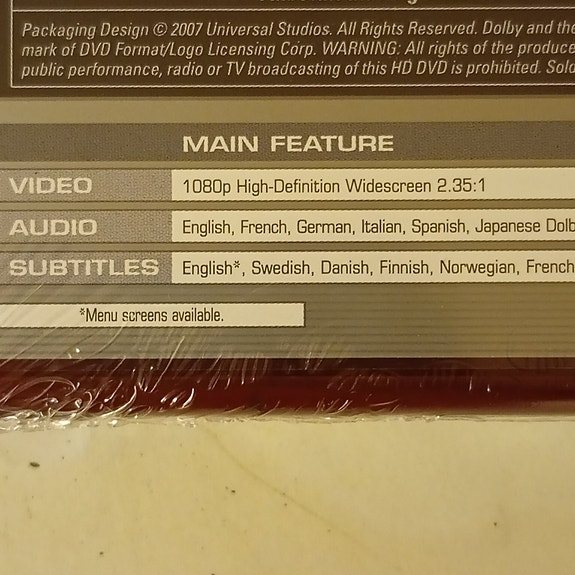 Packaging Design © 2007 Universal Studios. All Rights Reserved. Dolby and the
mark of DVD Format/Logo Licensing Corp. WARNING: All rights of the produce
public performance, radio or TV broadcasting of this HD DVD is prohibited. Sold
MAIN FEATURE
VIDEO 1080p High-Definition Widescreen 2.35:1
AUDIO English, French, German, Italian, Spanish, Japanese Dolb
SUBTITLES English*, Swedish, Danish, Finnish, Norwegian, French
*Menu screens available.